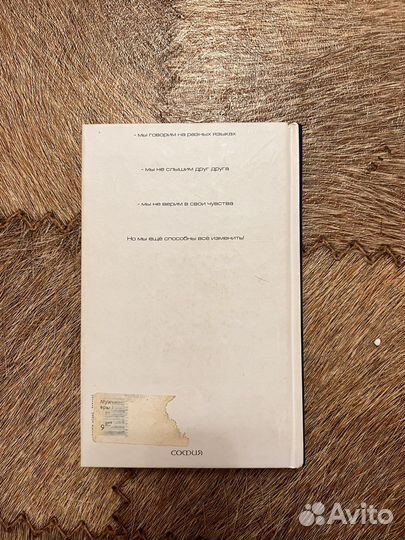 - мы говорим на разных языках
- мы не слышим друг друга
- мы не верим в свои чувства
Но мы ещё способны всё изменить!
Мужчин
СОФИЯ
Avito